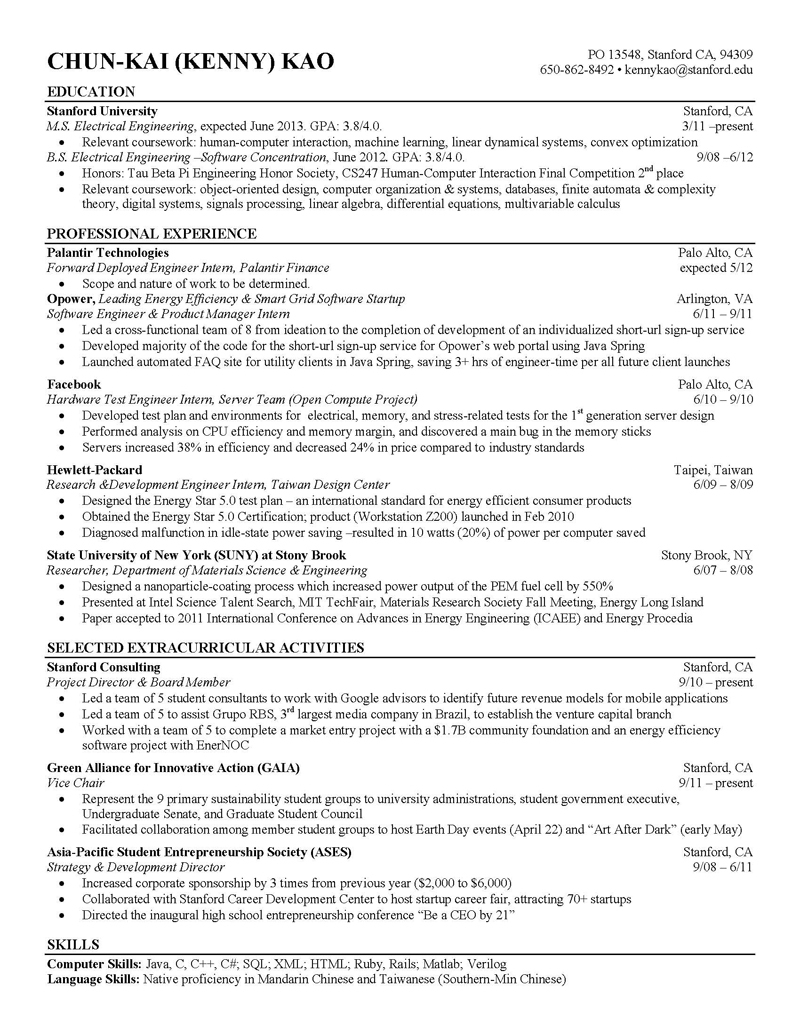 CHUN-KAI (KENNY) KAO
PO 13548, Stanford CA, 94309
650-862-8492 • kennykao@stanford.edu
EDUCATION
Stanford University Stanford, CA
M.S. Electrical Engineering, expected June 2013. GPA: 3.8/4.0. 3/11 –present
• Relevant coursework: human-computer interaction, machine learning, linear dynamical systems, convex optimization
B.S. Electrical Engineering –Software Concentration, June 2012. GPA: 3.8/4.0. 9/08 –6/12
• Honors: Tau Beta Pi Engineering Honor Society, CS247 Human-Computer Interaction Final Competition 2nd place
• Relevant coursework: object-oriented design, computer organization & systems, databases, finite automata & complexity
theory, digital systems, signals processing, linear algebra, differential equations, multivariable calculus
PROFESSIONAL EXPERIENCE
Palantir Technologies Palo Alto, CA
Forward Deployed Engineer Intern, Palantir Finance expected 5/12
• Scope and nature of work to be determined.
Opower, Leading Energy Efficiency & Smart Grid Software Startup Arlington, VA
Software Engineer & Product Manager Intern 6/11 – 9/11
• Led a cross-functional team of 8 from ideation to the completion of development of an individualized short-url sign-up service
• Developed majority of the code for the short-url sign-up service for Opower’s web portal using Java Spring
• Launched automated FAQ site for utility clients in Java Spring, saving 3+ hrs of engineer-time per all future client launches
Facebook Palo Alto, CA
Hardware Test Engineer Intern, Server Team (Open Compute Project) 6/10 – 9/10
• Developed test plan and environments for electrical, memory, and stress-related tests for the 1st generation server design
• Performed analysis on CPU efficiency and memory margin, and discovered a main bug in the memory sticks
• Servers increased 38% in efficiency and decreased 24% in price compared to industry standards
Hewlett-Packard Taipei, Taiwan
Research &Development Engineer Intern, Taiwan Design Center 6/09 – 8/09
• Designed the Energy Star 5.0 test plan – an international standard for energy efficient consumer products
• Obtained the Energy Star 5.0 Certification; product (Workstation Z200) launched in Feb 2010
• Diagnosed malfunction in idle-state power saving –resulted in 10 watts (20%) of power per computer saved
State University of New York (SUNY) at Stony Brook Stony Brook, NY
Researcher, Department of Materials Science & Engineering 6/07 – 8/08
• Designed a nanoparticle-coating process which increased power output of the PEM fuel cell by 550%
• Presented at Intel Science Talent Search, MIT TechFair, Materials Research Society Fall Meeting, Energy Long Island
• Paper accepted to 2011 International Conference on Advances in Energy Engineering (ICAEE) and Energy Procedia
SELECTED EXTRACURRICULAR ACTIVITIES
Stanford Consulting Stanford, CA
Project Director & Board Member 9/10 – present
• Led a team of 5 student consultants to work with Google advisors to identify future revenue models for mobile applications
• Led a team of 5 to assist Grupo RBS, 3rd largest media company in Brazil, to establish the venture capital branch
• Worked with a team of 5 to complete a market entry project with a $1.7B community foundation and an energy efficiency
software project with EnerNOC
Green Alliance for Innovative Action (GAIA) Stanford, CA
Vice Chair 9/11 – present
• Represent the 9 primary sustainability student groups to university administrations, student government executive,
Undergraduate Senate, and Graduate Student Council
• Facilitated collaboration among member student groups to host Earth Day events (April 22) and “Art After Dark” (early May)
Asia-Pacific Student Entrepreneurship Society (ASES) Stanford, CA
Strategy & Development Director 9/08 – 6/11
• Increased corporate sponsorship by 3 times from previous year ($2,000 to $6,000)
• Collaborated with Stanford Career Development Center to host startup career fair, attracting 70+ startups
• Directed the inaugural high school entrepreneurship conference “Be a CEO by 21”
SKILLS
Computer Skills: Java, C, C++, C#; SQL; XML; HTML; Ruby, Rails; Matlab; Verilog
Language Skills: Native proficiency in Mandarin Chinese and Taiwanese (Southern-Min Chinese)